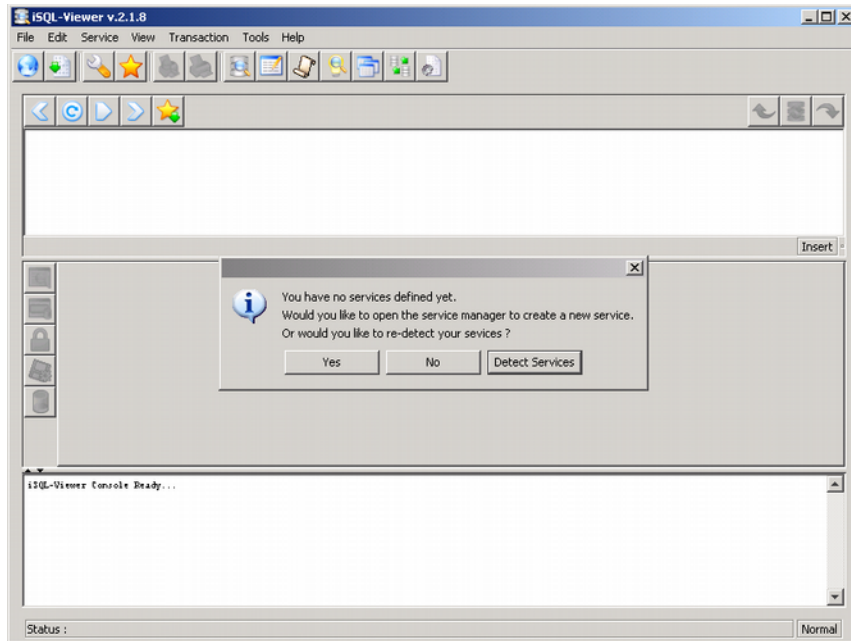 iSQL-Viewer v.2.1.8
File Edit Service View Transaction Tools Help
Insert
You have no services defined yet.
Would you like to open the service manager to create a new service.
Or would you like to re-detect your sevices ?
Yes No Detect Services
iSQL-Viewer Console Ready...
Status : Normal